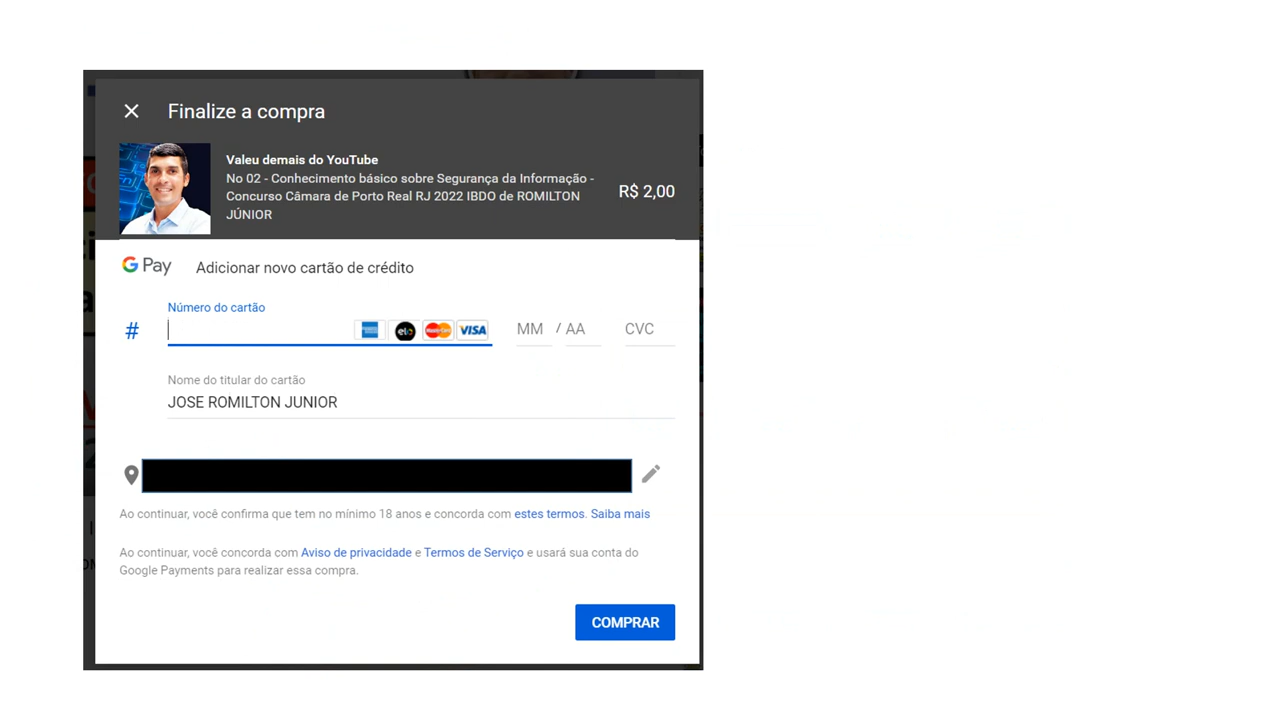 Finalize a compra
Valeu demais do YouTube
No 02 - Conhecimento básico sobre Segurança da Informação -
Concurso Câmara de Porto Real RJ 2022 IBDO de ROMILTON
JÚNIOR
R$ 2,00
G Pay
Adicionar novo cartão de crédito
Número do cartão
#
elo
MasterCard
VISA
MM / AA
CVC
Nome do titular do cartão
JOSE ROMILTON JUNIOR
Ao continuar, você confirma que tem no mínimo 18 anos e concorda com estes termos. Saiba mais
Ao continuar, você concorda com Aviso de privacidade e Termos de Serviço e usará sua conta do
Google Payments para realizar essa compra.
COMPRAR